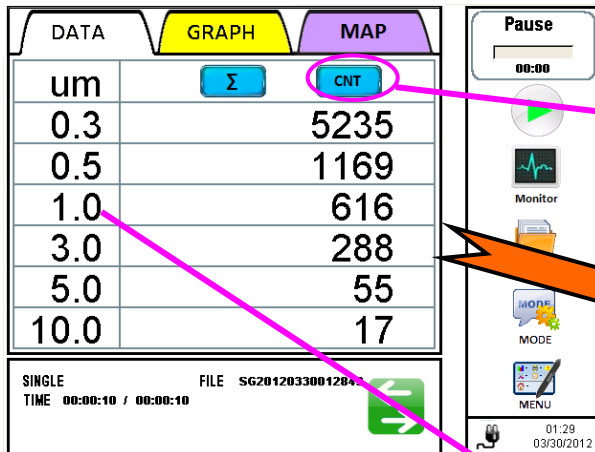 DATA GRAPH MAP
um Σ CNT
0.3 5235
0.5 1169
1.0 616
3.0 288
5.0 55
10.0 17
SINGLE FILE
TIME 00:00:10 / 00:00:10
Pause
00:00
Monitor
MODE
MODE
MENU
01:29
03/30/2012